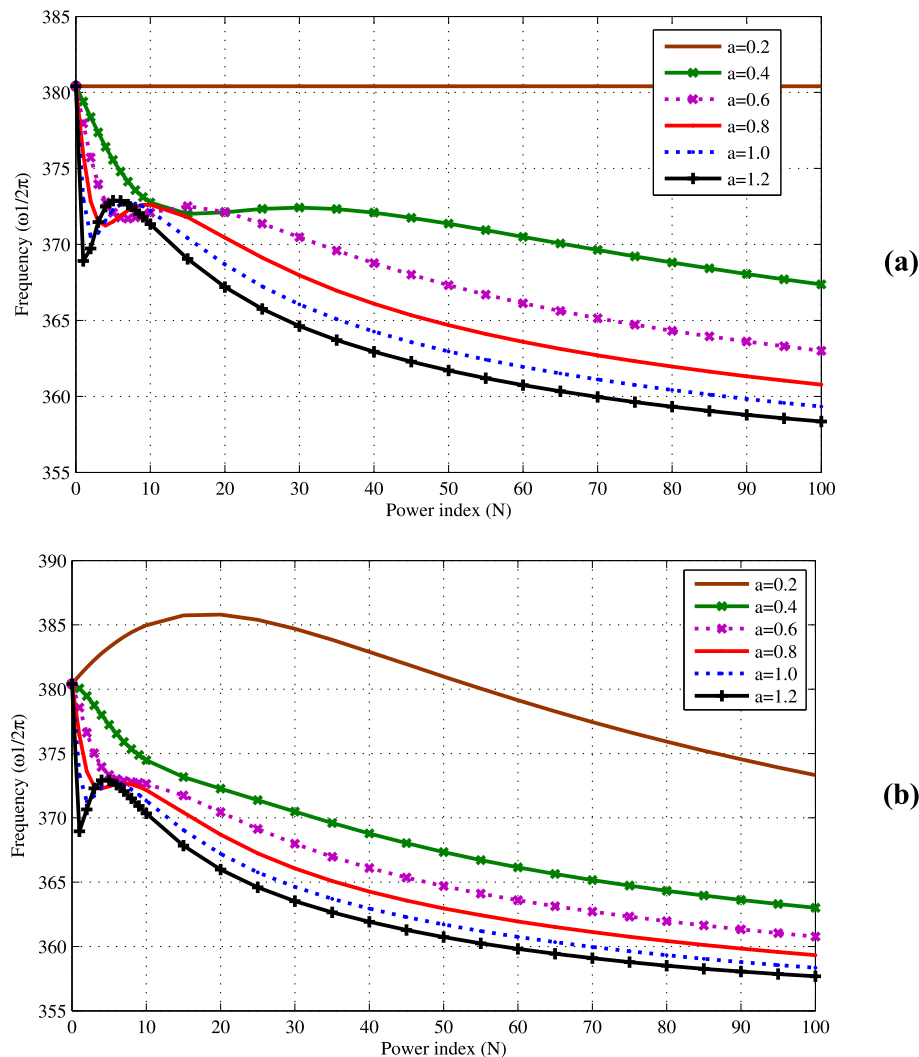 385
380
375
370
365
360
355
Frequency (ω1/2π)
a=0.2
a=0.4
a=0.6
a=0.8
a=1.0
a=1.2
0 10 20 30 40 50 60 70 80 90 100
Power index (N)
(a)
390
385
380
375
370
365
360
355
Frequency (ω1/2π)
a=0.2
a=0.4
a=0.6
a=0.8
a=1.0
a=1.2
0 10 20 30 40 50 60 70 80 90 100
Power index (N)
(b)